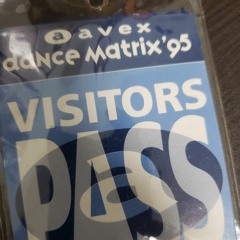 a avex
dance Matrix '95
VISITORS
PASS
a